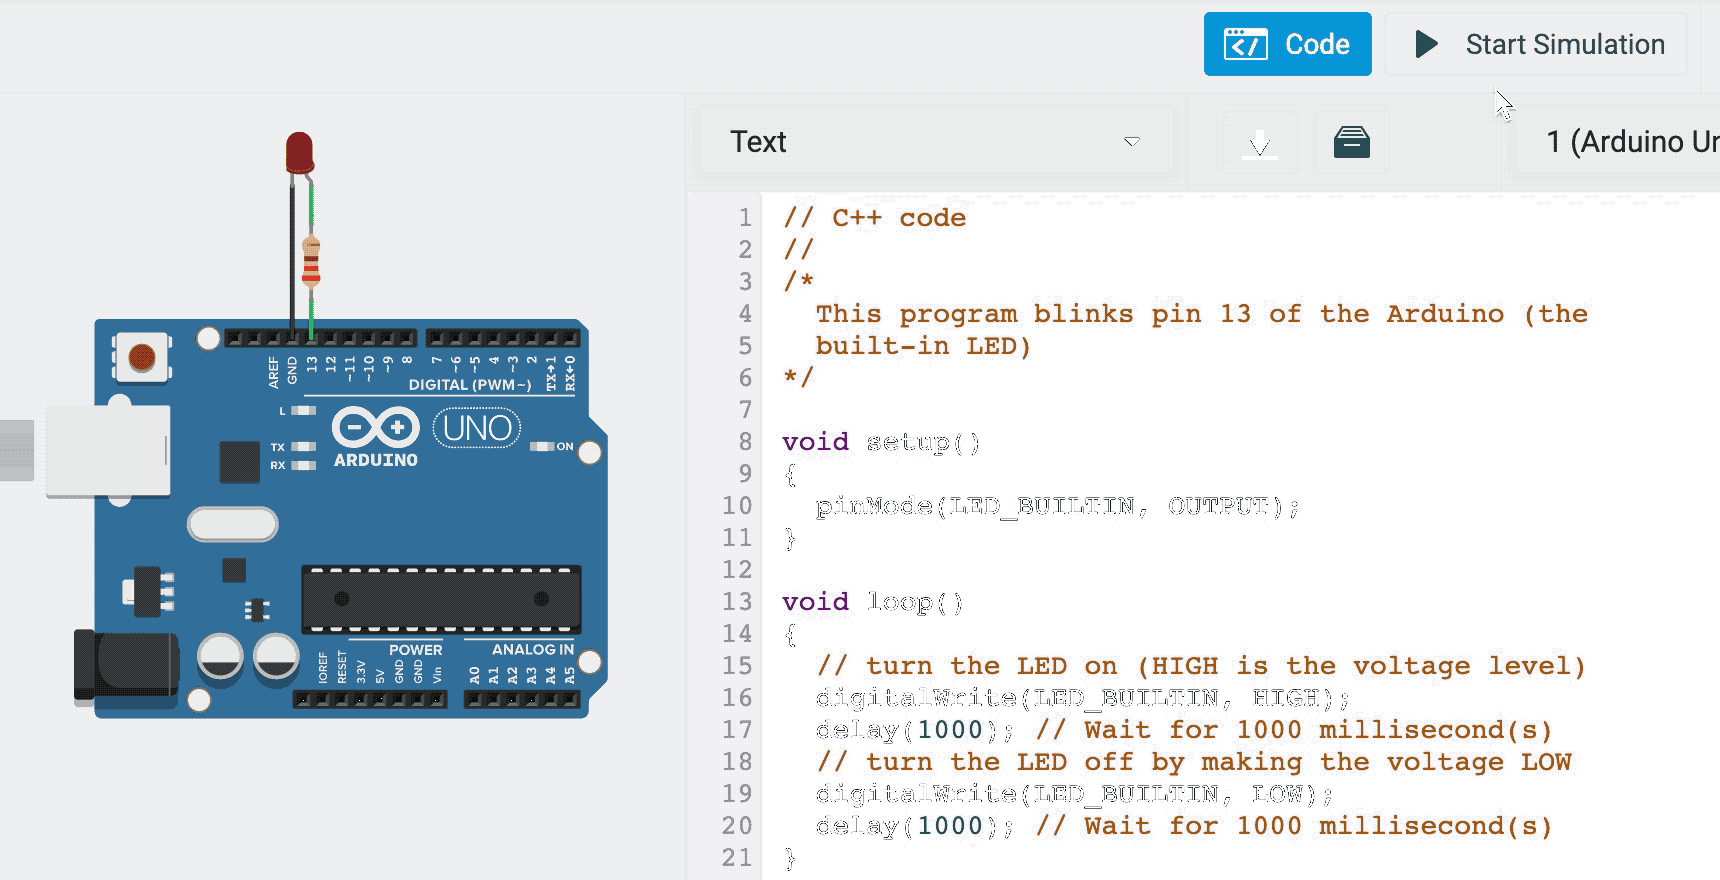 Code
Start Simulation
Text
1 (Arduino Un
1 // C++ code
2 //
3 /*
4 This program blinks pin 13 of the Arduino (the
5 built-in LED)
6 */
7
8 void setup()
9 {
10 pinMode(LED_BUILTIN, OUTPUT);
11 }
12
13 void loop()
14 {
15 // turn the LED on (HIGH is the voltage level)
16 digitalWrite(LED_BUILTIN, HIGH);
17 delay(1000); // Wait for 1000 millisecond(s)
18 // turn the LED off by making the voltage LOW
19 digitalWrite(LED_BUILTIN, LOW);
20 delay(1000); // Wait for 1000 millisecond(s)
21 }
AREF GND 13 12 ~11 ~10 ~9 8 7 ~6 ~5 4 ~3 2 TX→1 RX←0
DIGITAL (PWM~)
L
TX
RX
UNO
ON
ARDUINO
POWER
ANALOG IN
IOREF RESET 3.3V 5V GND GND Vin A0 A1 A2 A3 A4 A5